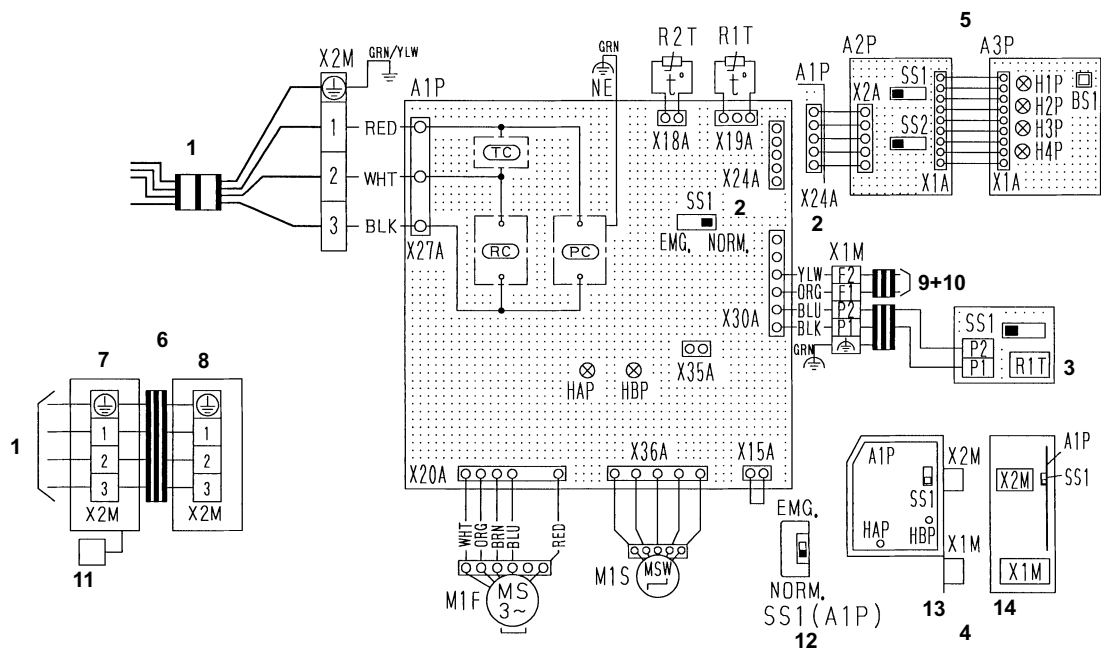 5
R2T R1T
GRN
GRN/YLW
X2M
A1P
NE
t° t°
A1P
A2P A3P
SS1
X2A
SS2
H1P
H2P
H3P
H4P
BS1
X1A X1A
X18A X19A
X24A
X24A
1
1 RED
2 WHT
3 BLK
X27A
TC
RC PC
SS1
2
EMG. NORM.
2
X1M
YLW F2
ORG F1
BLU P2
BLK P1
GRN
9+10
X30A
X35A
HAP HBP
SS1
P2
P1
R1T
3
6
7 8
1
1 1
2 2
3 3
X2M X2M
11
X20A X36A X15A
WHT
ORG
BRN
BLU
RED
M1F
MS
3~
M1S
MSW
EMG.
NORM.
SS1(A1P)
12
A1P
X2M
SS1
HAP HBP
X1M
13
A1P
X2M
SS1
X1M
14
4